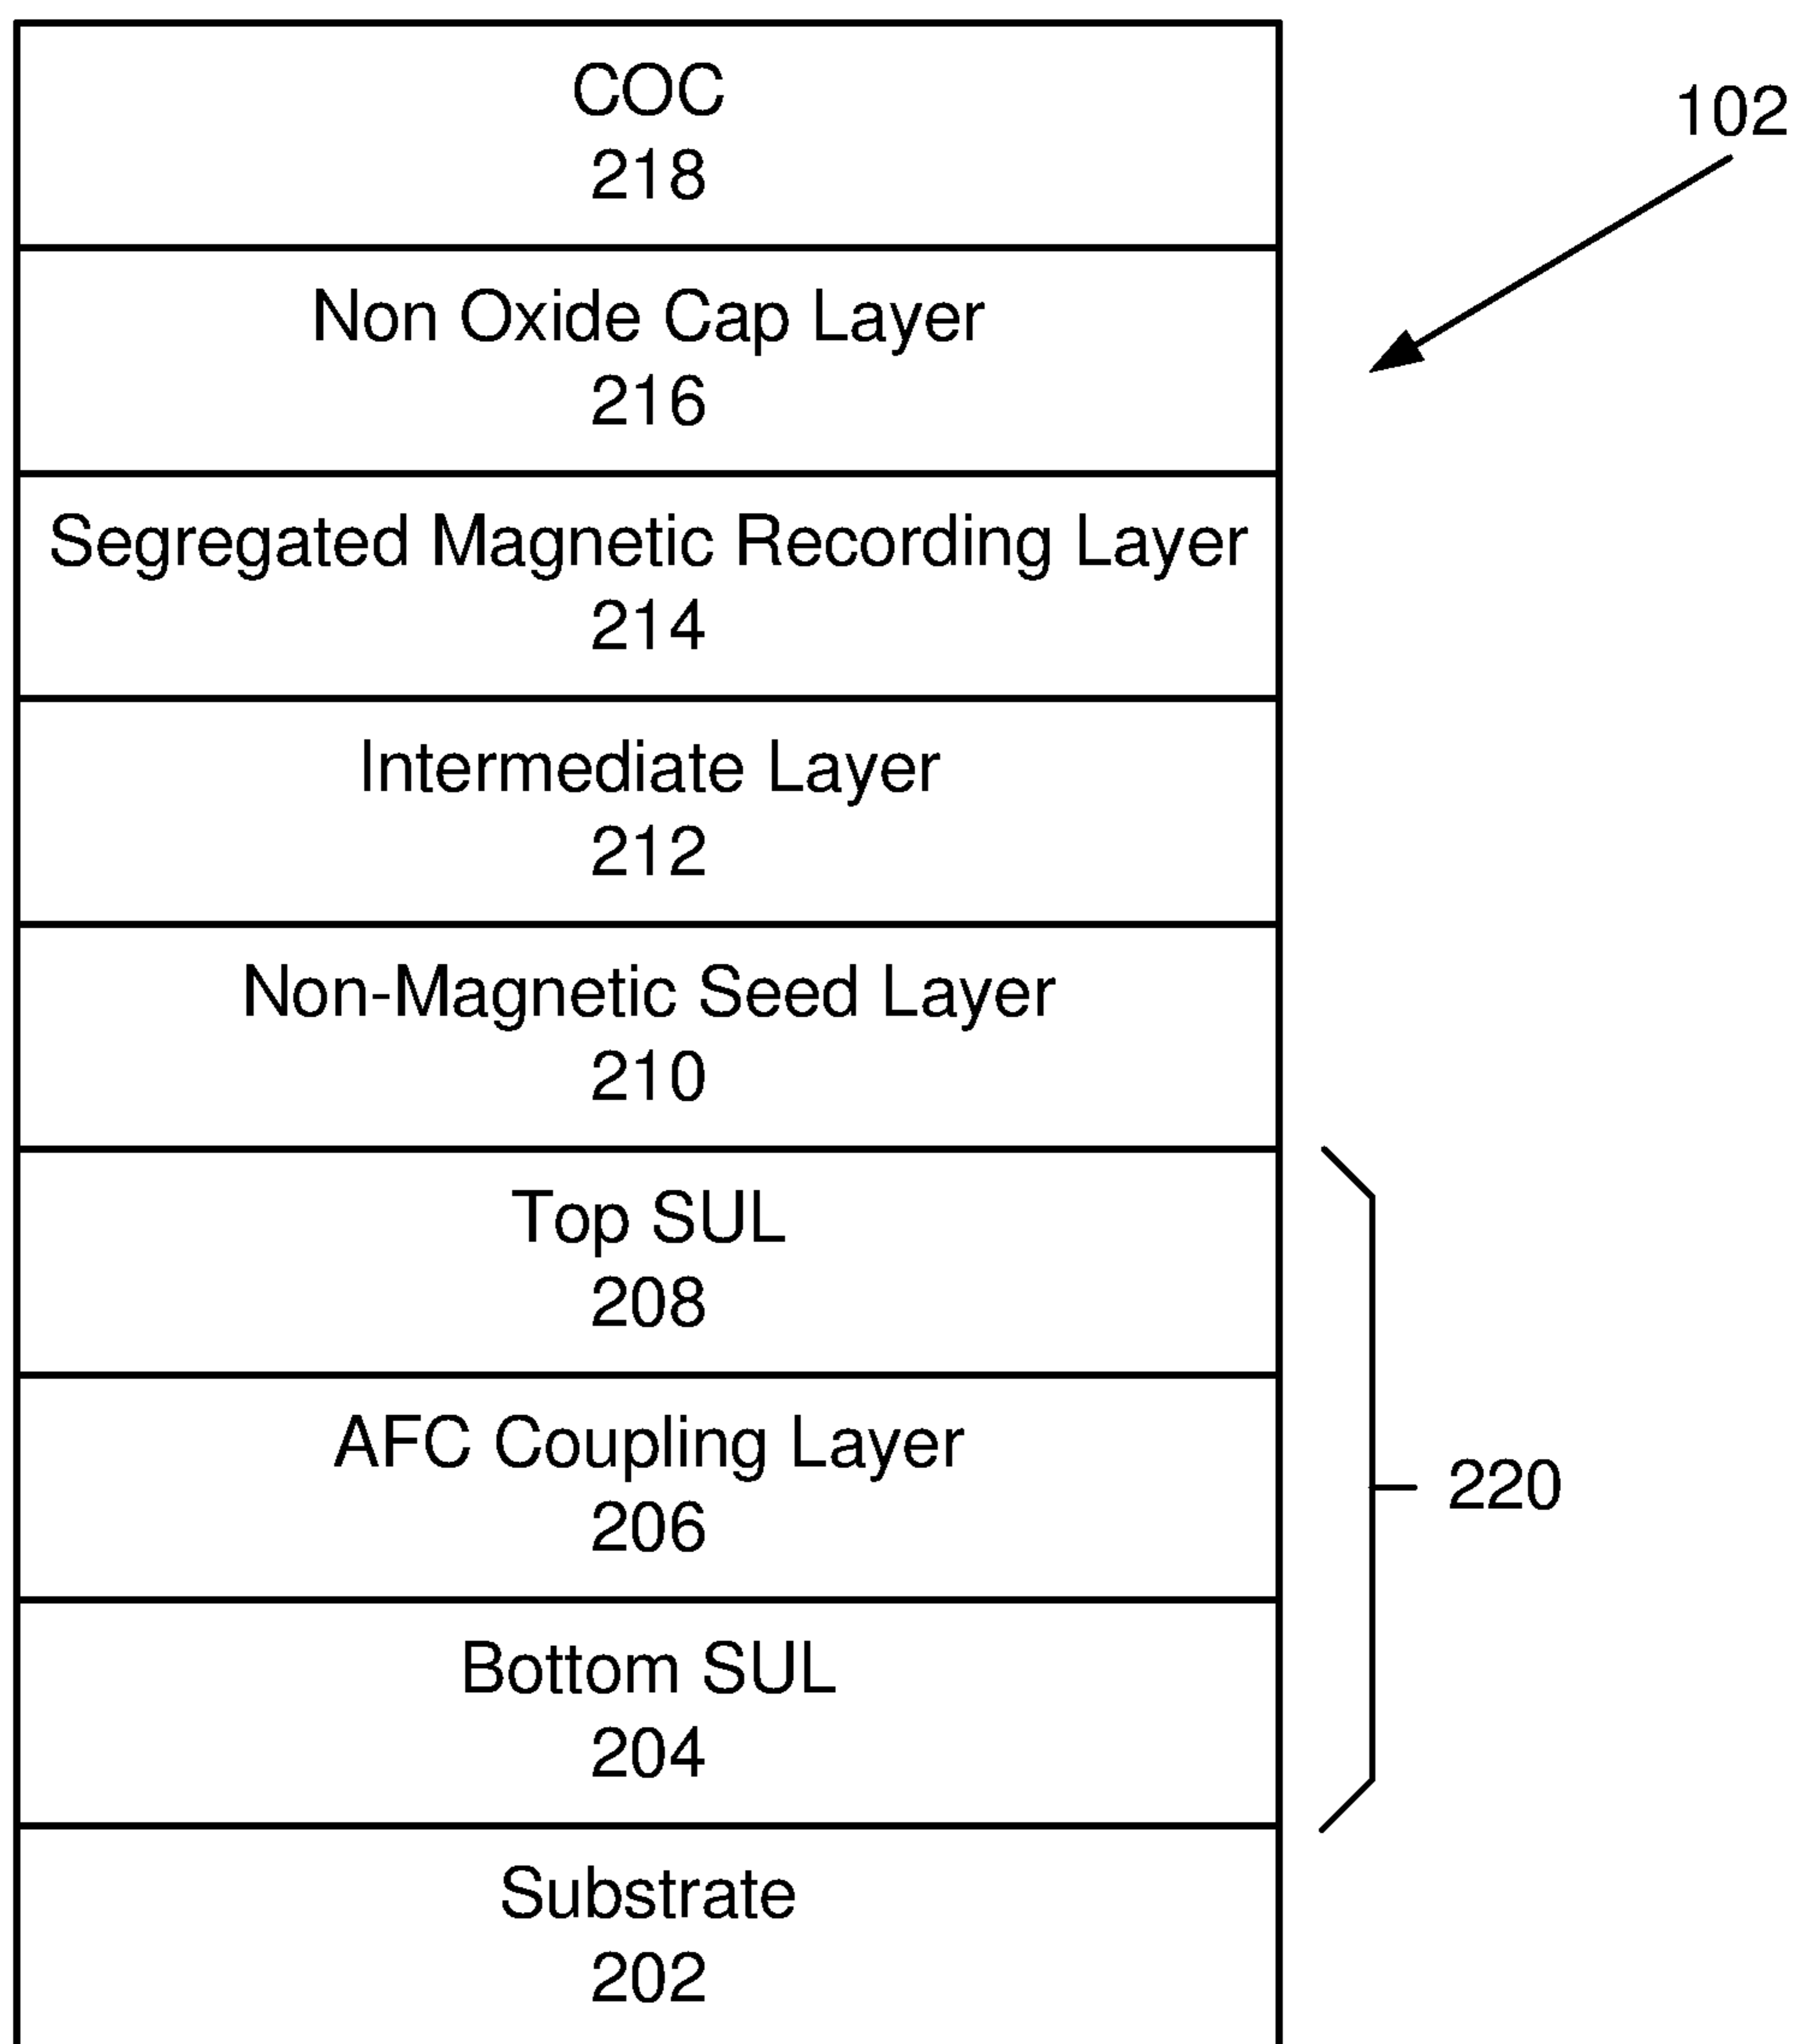 COC
218
102
Non Oxide Cap Layer
216
Segregated Magnetic Recording Layer
214
Intermediate Layer
212
Non-Magnetic Seed Layer
210
Top SUL
208
AFC Coupling Layer
206
220
Bottom SUL
204
Substrate
202